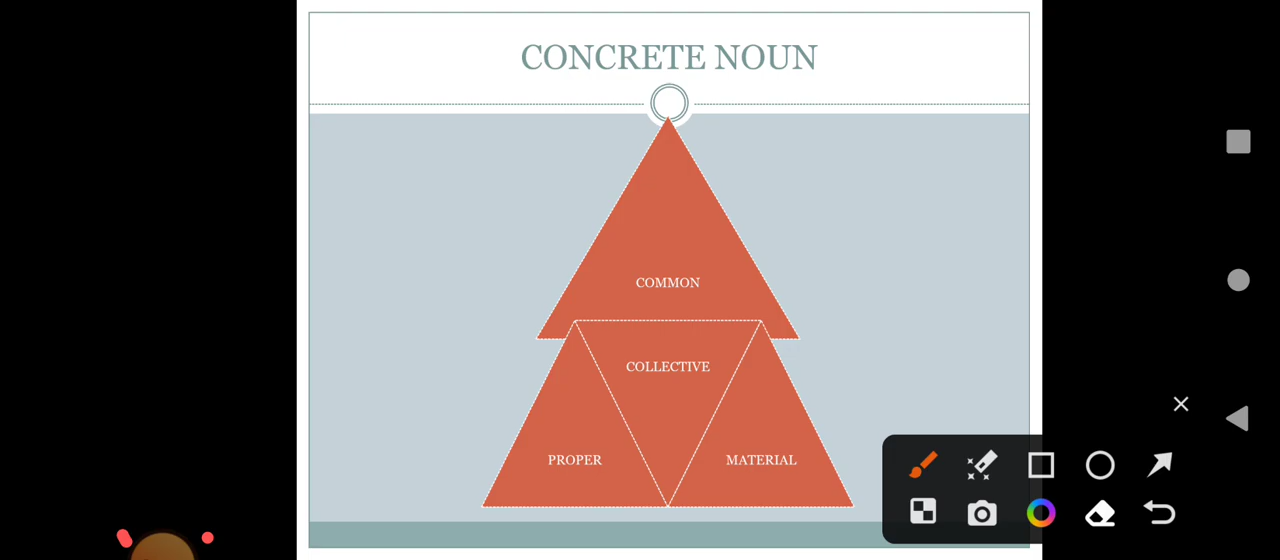 CONCRETE NOUN
COMMON
COLLECTIVE
PROPER
MATERIAL